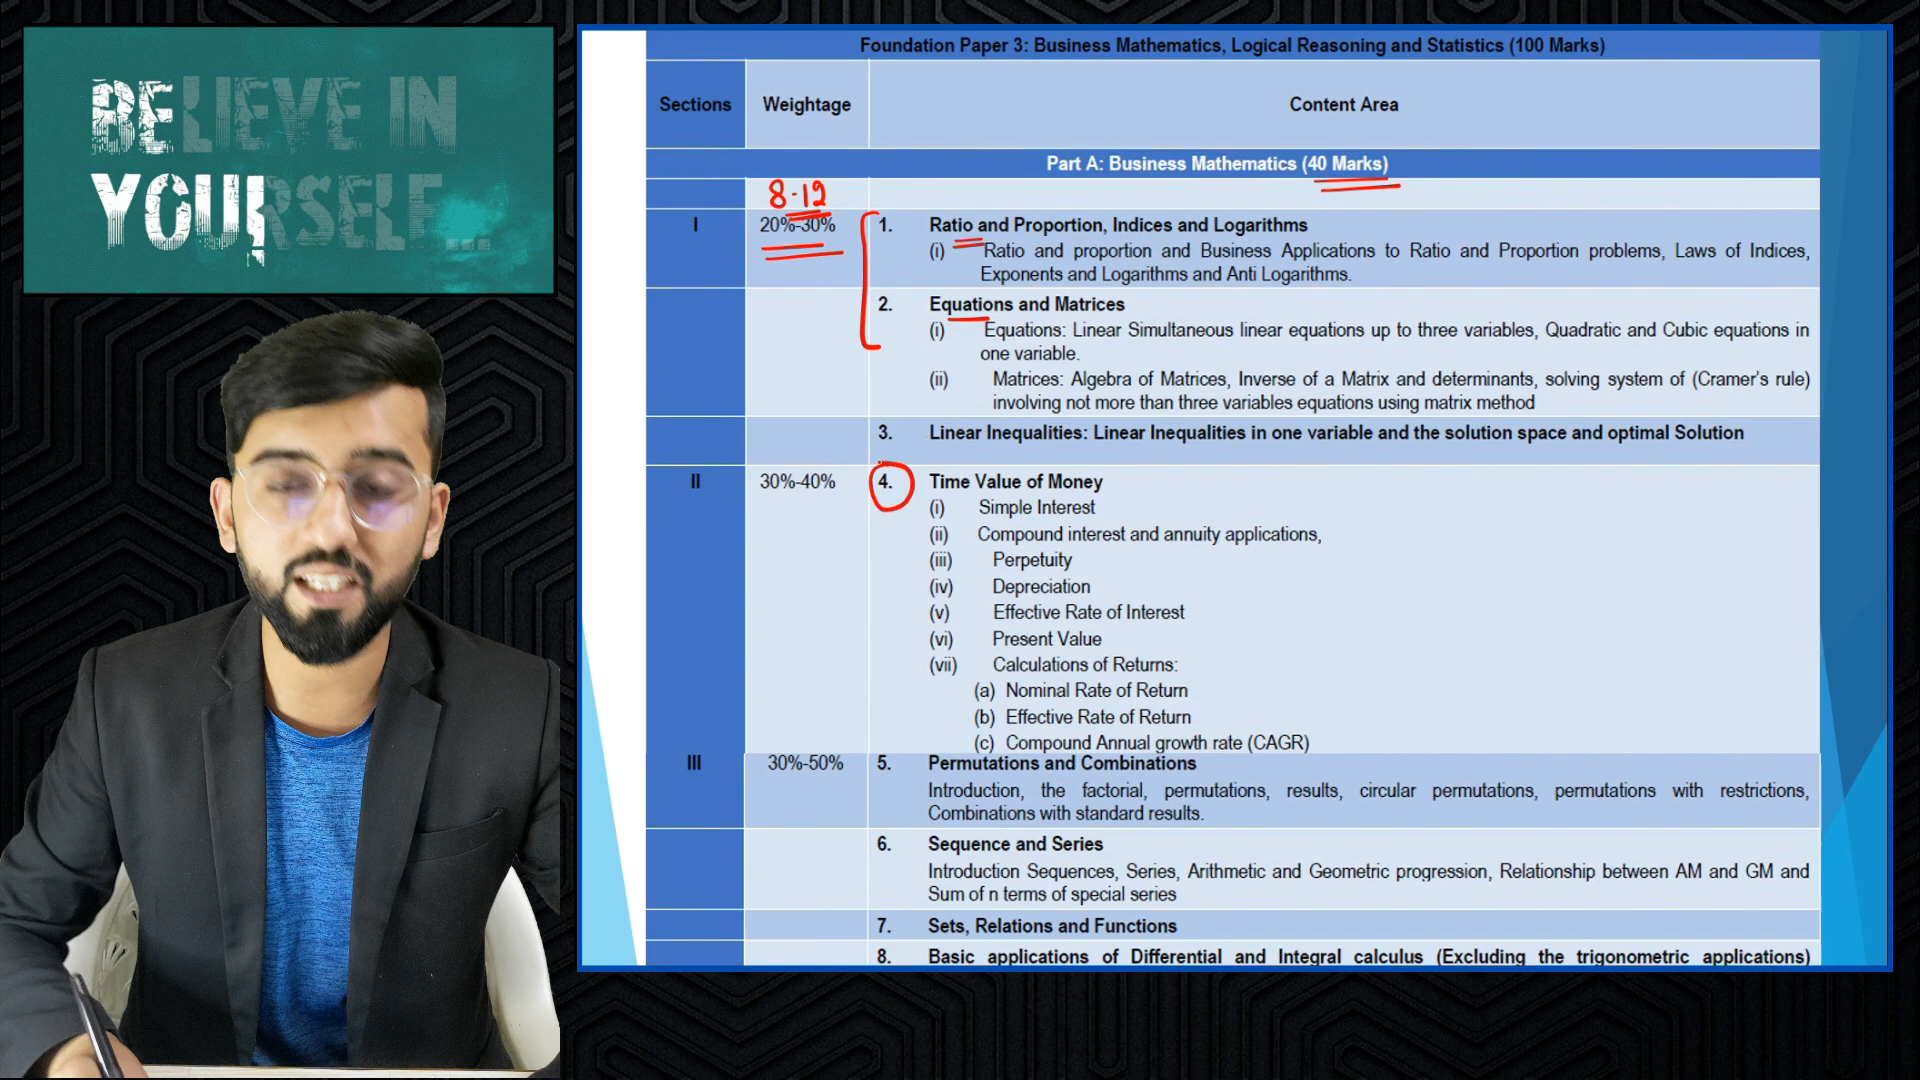 BELIEVE IN
YOURSELF...
Foundation Paper 3: Business Mathematics, Logical Reasoning and Statistics (100 Marks)
Sections Weightage Content Area
Part A: Business Mathematics (40 Marks)
8-12
I 20%-30% 1. Ratio and Proportion, Indices and Logarithms
(i) Ratio and proportion and Business Applications to Ratio and Proportion problems, Laws of Indices,
Exponents and Logarithms and Anti Logarithms.
2. Equations and Matrices
(i) Equations: Linear Simultaneous linear equations up to three variables, Quadratic and Cubic equations in
one variable.
(ii) Matrices: Algebra of Matrices, Inverse of a Matrix and determinants, solving system of (Cramer's rule)
involving not more than three variables equations using matrix method
3. Linear Inequalities: Linear Inequalities in one variable and the solution space and optimal Solution
II 30%-40% 4. Time Value of Money
(i) Simple Interest
(ii) Compound interest and annuity applications,
(iii) Perpetuity
(iv) Depreciation
(v) Effective Rate of Interest
(vi) Present Value
(vii) Calculations of Returns:
(a) Nominal Rate of Return
(b) Effective Rate of Return
(c) Compound Annual growth rate (CAGR)
III 30%-50% 5. Permutations and Combinations
Introduction, the factorial, permutations, results, circular permutations, permutations with restrictions,
Combinations with standard results.
6. Sequence and Series
Introduction Sequences, Series, Arithmetic and Geometric progression, Relationship between AM and GM and
Sum of n terms of special series
7. Sets, Relations and Functions
8. Basic applications of Differential and Integral calculus (Excluding the trigonometric applications)